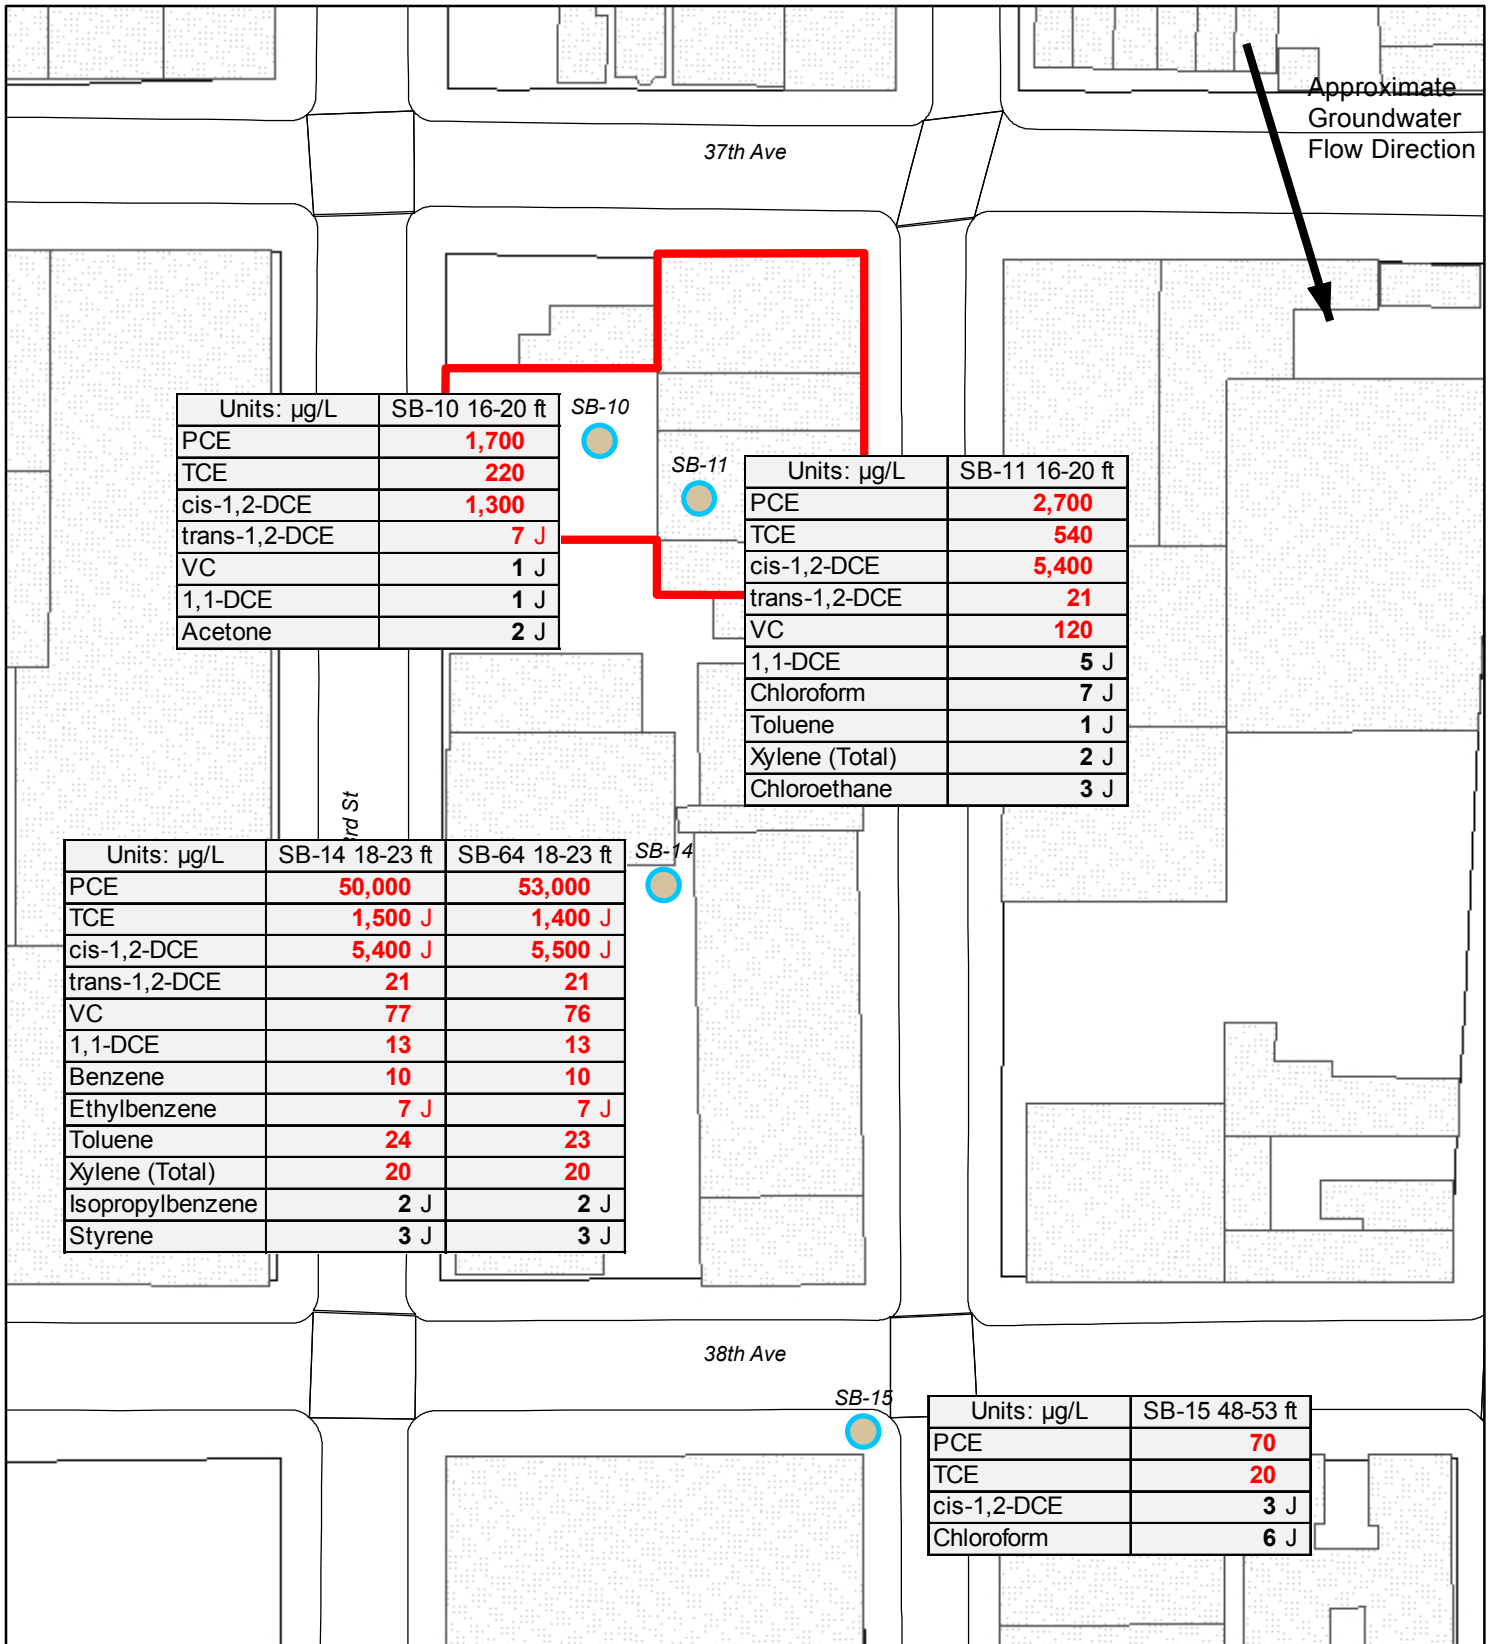 Approximate
Groundwater
Flow Direction
37th Ave
Units: µg/L SB-10 16-20 ft
PCE 1,700
TCE 220
cis-1,2-DCE 1,300
trans-1,2-DCE 7 J
VC 1 J
1,1-DCE 1 J
Acetone 2 J
SB-10
SB-11
Units: µg/L SB-11 16-20 ft
PCE 2,700
TCE 540
cis-1,2-DCE 5,400
trans-1,2-DCE 21
VC 120
1,1-DCE 5 J
Chloroform 7 J
Toluene 1 J
Xylene (Total) 2 J
Chloroethane 3 J
rd St
Units: µg/L SB-14 18-23 ft SB-64 18-23 ft
PCE 50,000 53,000
TCE 1,500 J 1,400 J
cis-1,2-DCE 5,400 J 5,500 J
trans-1,2-DCE 21 21
VC 77 76
1,1-DCE 13 13
Benzene 10 10
Ethylbenzene 7 J 7 J
Toluene 24 23
Xylene (Total) 20 20
Isopropylbenzene 2 J 2 J
Styrene 3 J 3 J
SB-14
38th Ave
SB-15
Units: µg/L SB-15 48-53 ft
PCE 70
TCE 20
cis-1,2-DCE 3 J
Chloroform 6 J